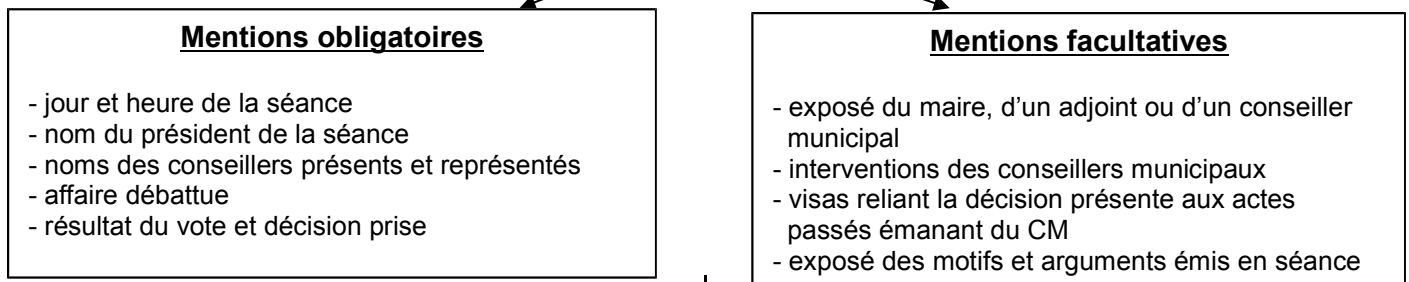 Mentions obligatoires
- jour et heure de la séance
- nom du président de la séance
- noms des conseillers présents et représentés
- affaire débattue
- résultat du vote et décision prise
Mentions facultatives
- exposé du maire, d’un adjoint ou d’un conseiller
municipal
- interventions des conseillers municipaux
- visas reliant la décision présente aux actes
passés émanant du CM
- exposé des motifs et arguments émis en séance